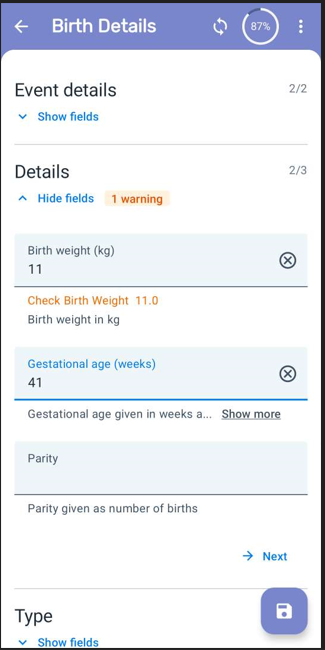 Birth Details
87%
Event details
2/2
Show fields
Details
2/3
Hide fields
1 warning
Birth weight (kg)
11
Check Birth Weight 11.0
Birth weight in kg
Gestational age (weeks)
41
Gestational age given in weeks a... Show more
Parity
Parity given as number of births
Next
Type
Show fields